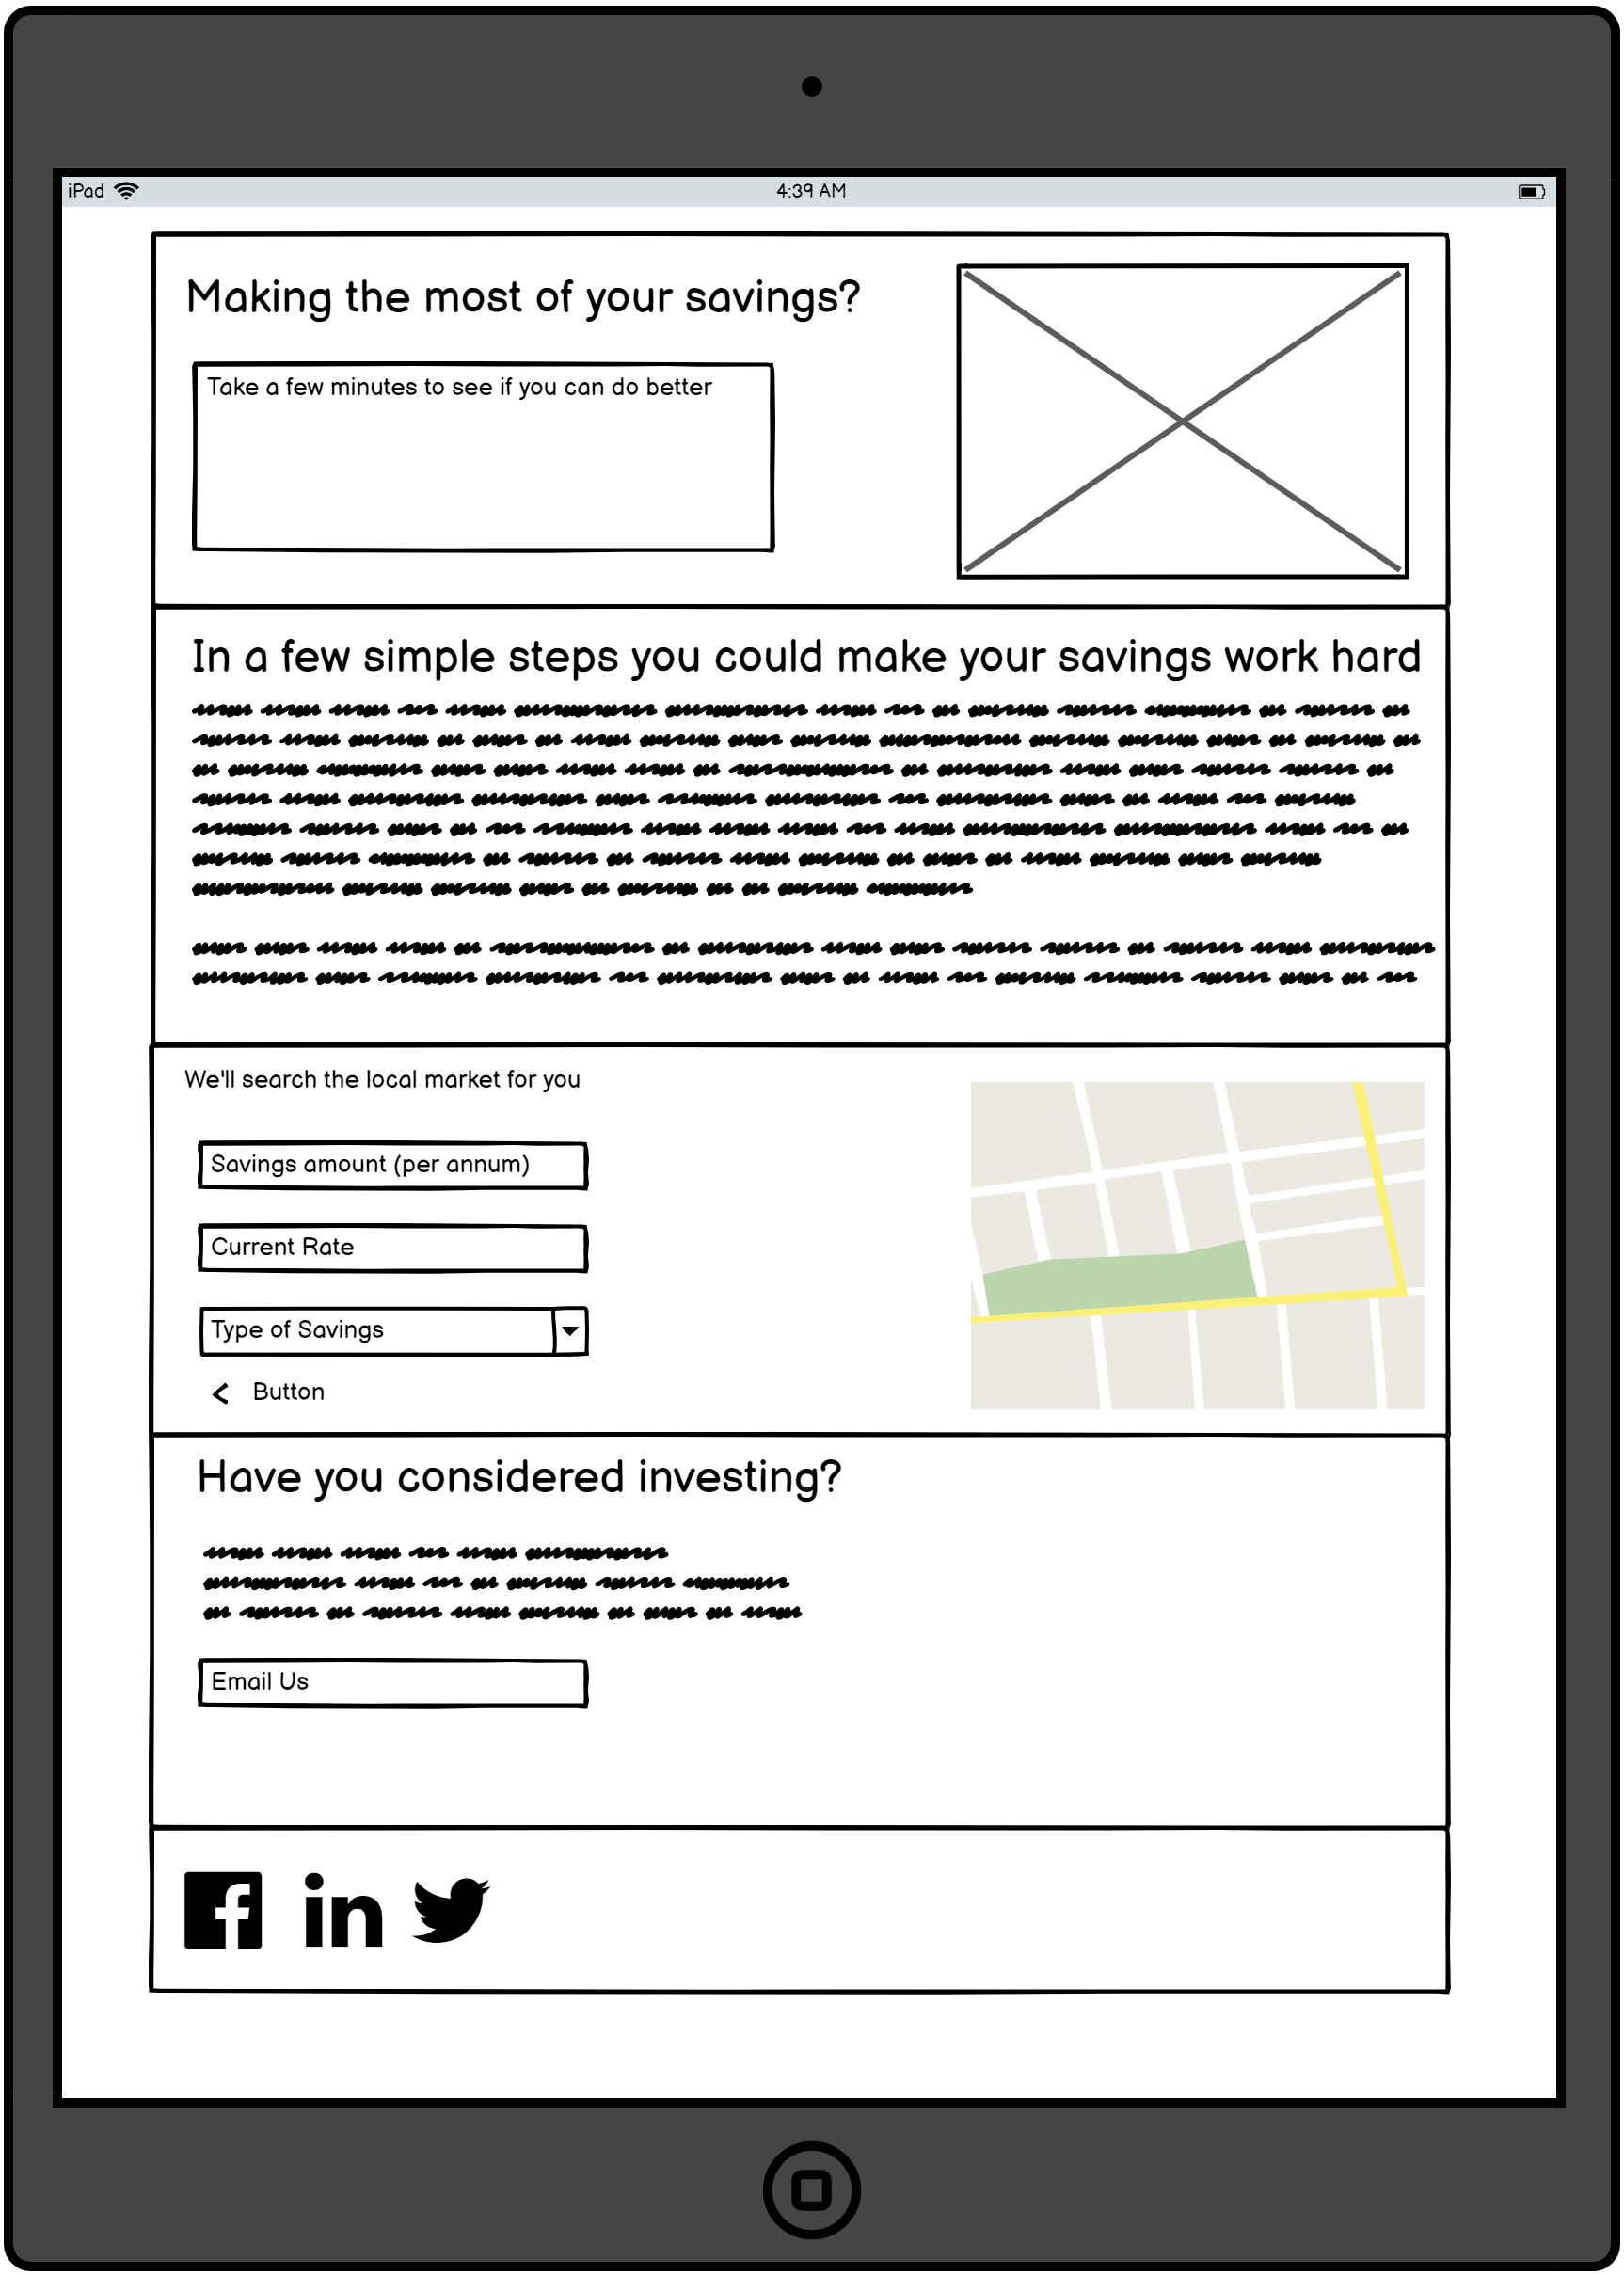 iPad
4:39 AM
Making the most of your savings?
Take a few minutes to see if you can do better
In a few simple steps you could make your savings work hard
We'll search the local market for you
Savings amount (per annum)
Current Rate
Type of Savings
Button
Have you considered investing?
Email Us
f in